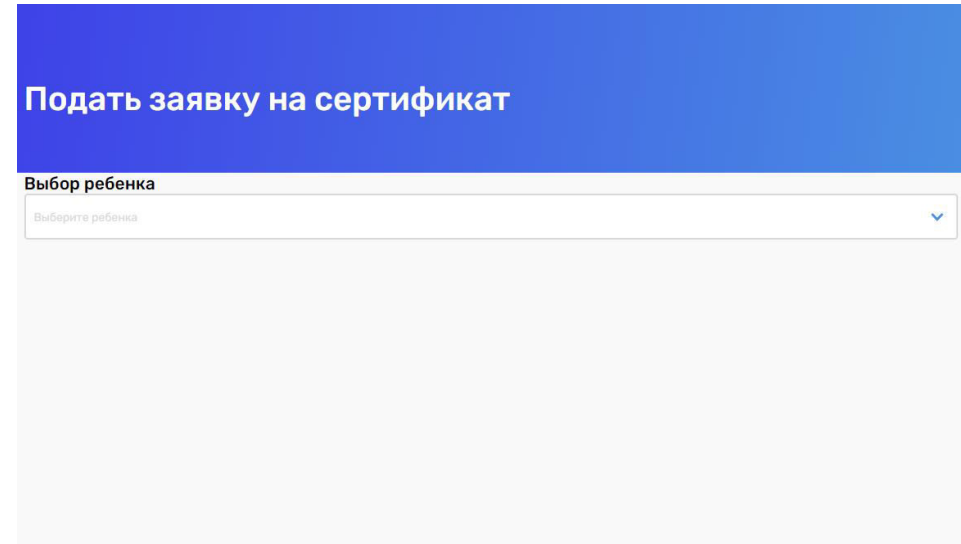 Подать заявку на сертификат
Выбор ребенка
Выберите ребенка